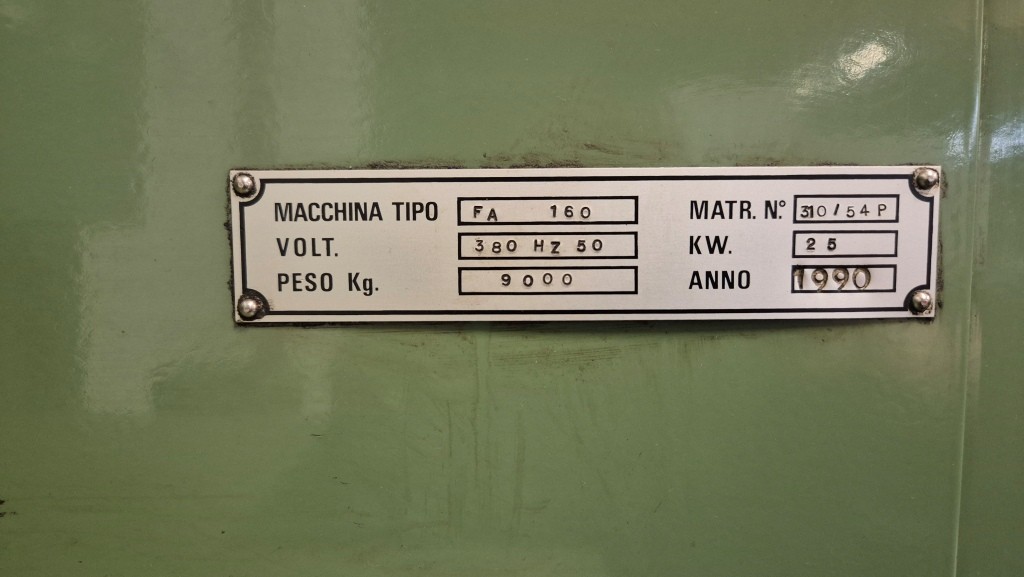 MACCHINA TIPO FA 160 MATR. N.° 310/54P
VOLT. 380 HZ 50 KW. 25
PESO Kg. 9000 ANNO 1990